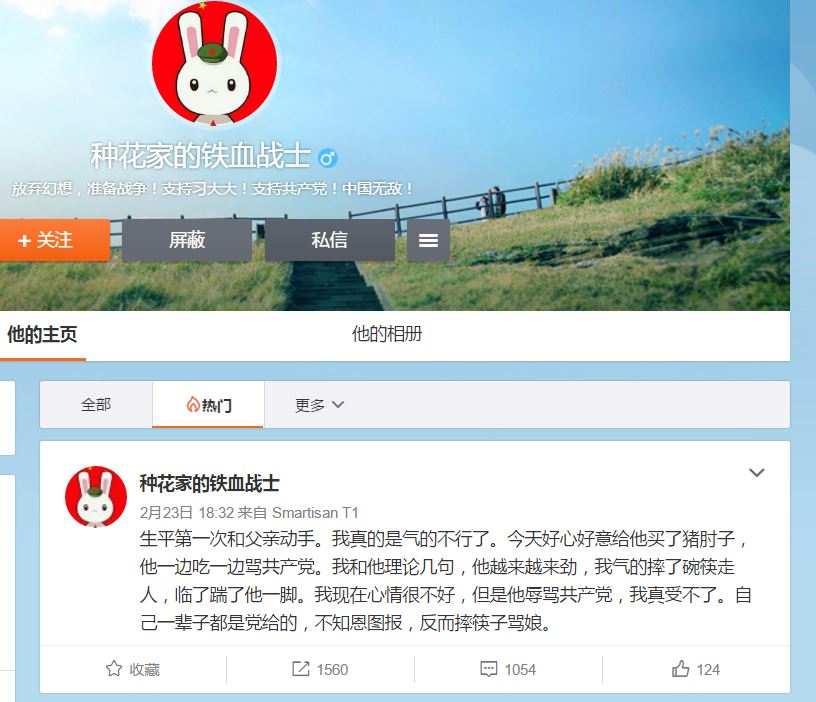 种花家的铁血战士
放弃幻想，准备战争！支持习大大！支持共产党！中国无敌！
+ 关注 屏蔽 私信
他的主页 他的相册
全部 热门 更多
种花家的铁血战士
2月23日 18:32 来自 Smartisan T1
生平第一次和父亲动手。我真的是气的不行了。今天好心好意给他买了猪肘子，
他一边吃一边骂共产党。我和他理论几句，他越来越来劲，我气的摔了碗筷走
人，临了踹了他一脚。我现在心情很不好，但是他辱骂共产党，我真受不了。自
己一辈子都是党给的，不知恩图报，反而摔筷子骂娘。
收藏 1560 1054 124